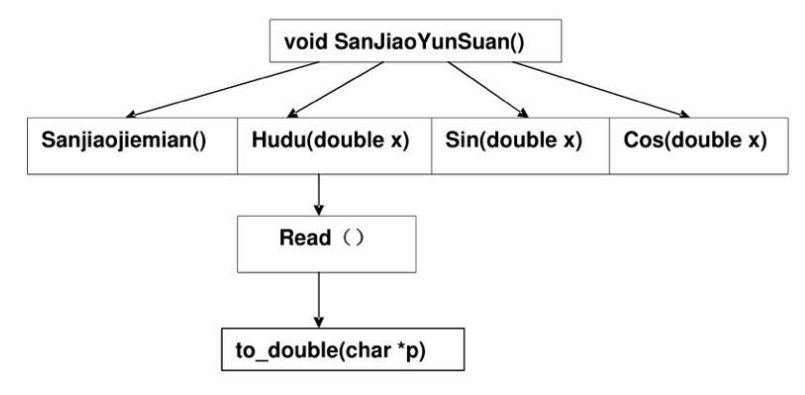 void SanJiaoYunSuan()
Sanjiaojiemian()
Hudu(double x)
Sin(double x)
Cos(double x)
Read（）
to_double(char *p)